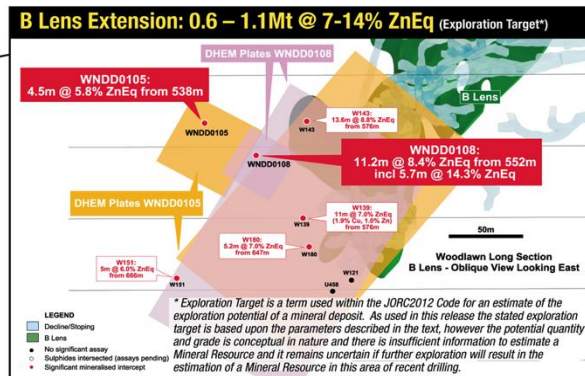 B Lens Extension: 0.6 – 1.1Mt @ 7-14% ZnEq (Exploration Target*)
DHEM Plates WNDD0108
WNDD0105:
4.5m @ 5.8% ZnEq from 538m
WNDD0105
W143:
13.6m @ 8.8% ZnEq
from 576m
W143
B Lens
WNDD0108
WNDD0108:
11.2m @ 8.4% ZnEq from 552m
incl 5.7m @ 14.3% ZnEq
DHEM Plates WNDD0105
W139:
11m @ 7.0% ZnEq
(1.9% Cu, 1.0% Zn)
from 576m
W139
W180:
5.2m @ 7.0% ZnEq
from 647m
W180
50m
Woodlawn Long Section
B Lens - Oblique View Looking East
W151:
5m @ 6.0% ZnEq
from 666m
W151
W121
U458
LEGEND
Decline/Stoping
B Lens
No significant assay
Sulphides intersected (assays pending)
Significant mineralised intercept
* Exploration Target is a term used within the JORC2012 Code for an estimate of the
exploration potential of a mineral deposit. As used in this release the stated exploration
target is based upon the parameters described in the text, however the potential quantity
and grade is conceptual in nature and there is insufficient information to estimate a
Mineral Resource and it remains uncertain if further exploration will result in the
estimation of a Mineral Resource in this area of recent drilling.